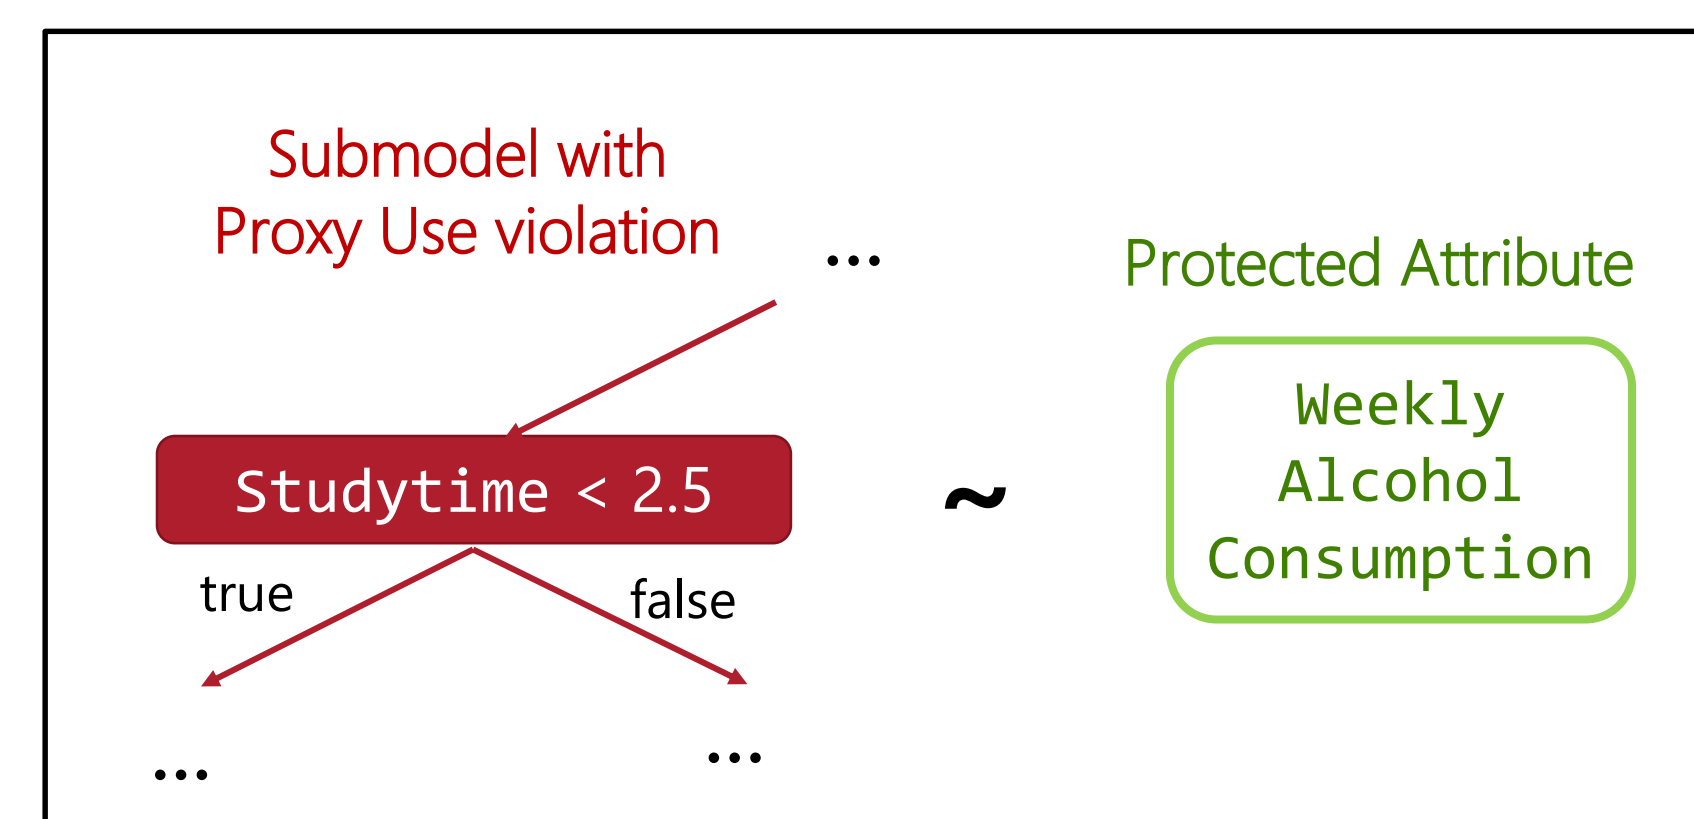 Submodel with
Proxy Use violation
...
Protected Attribute
Weekly
Alcohol
Consumption
Studytime < 2.5
~
true
false
...
...